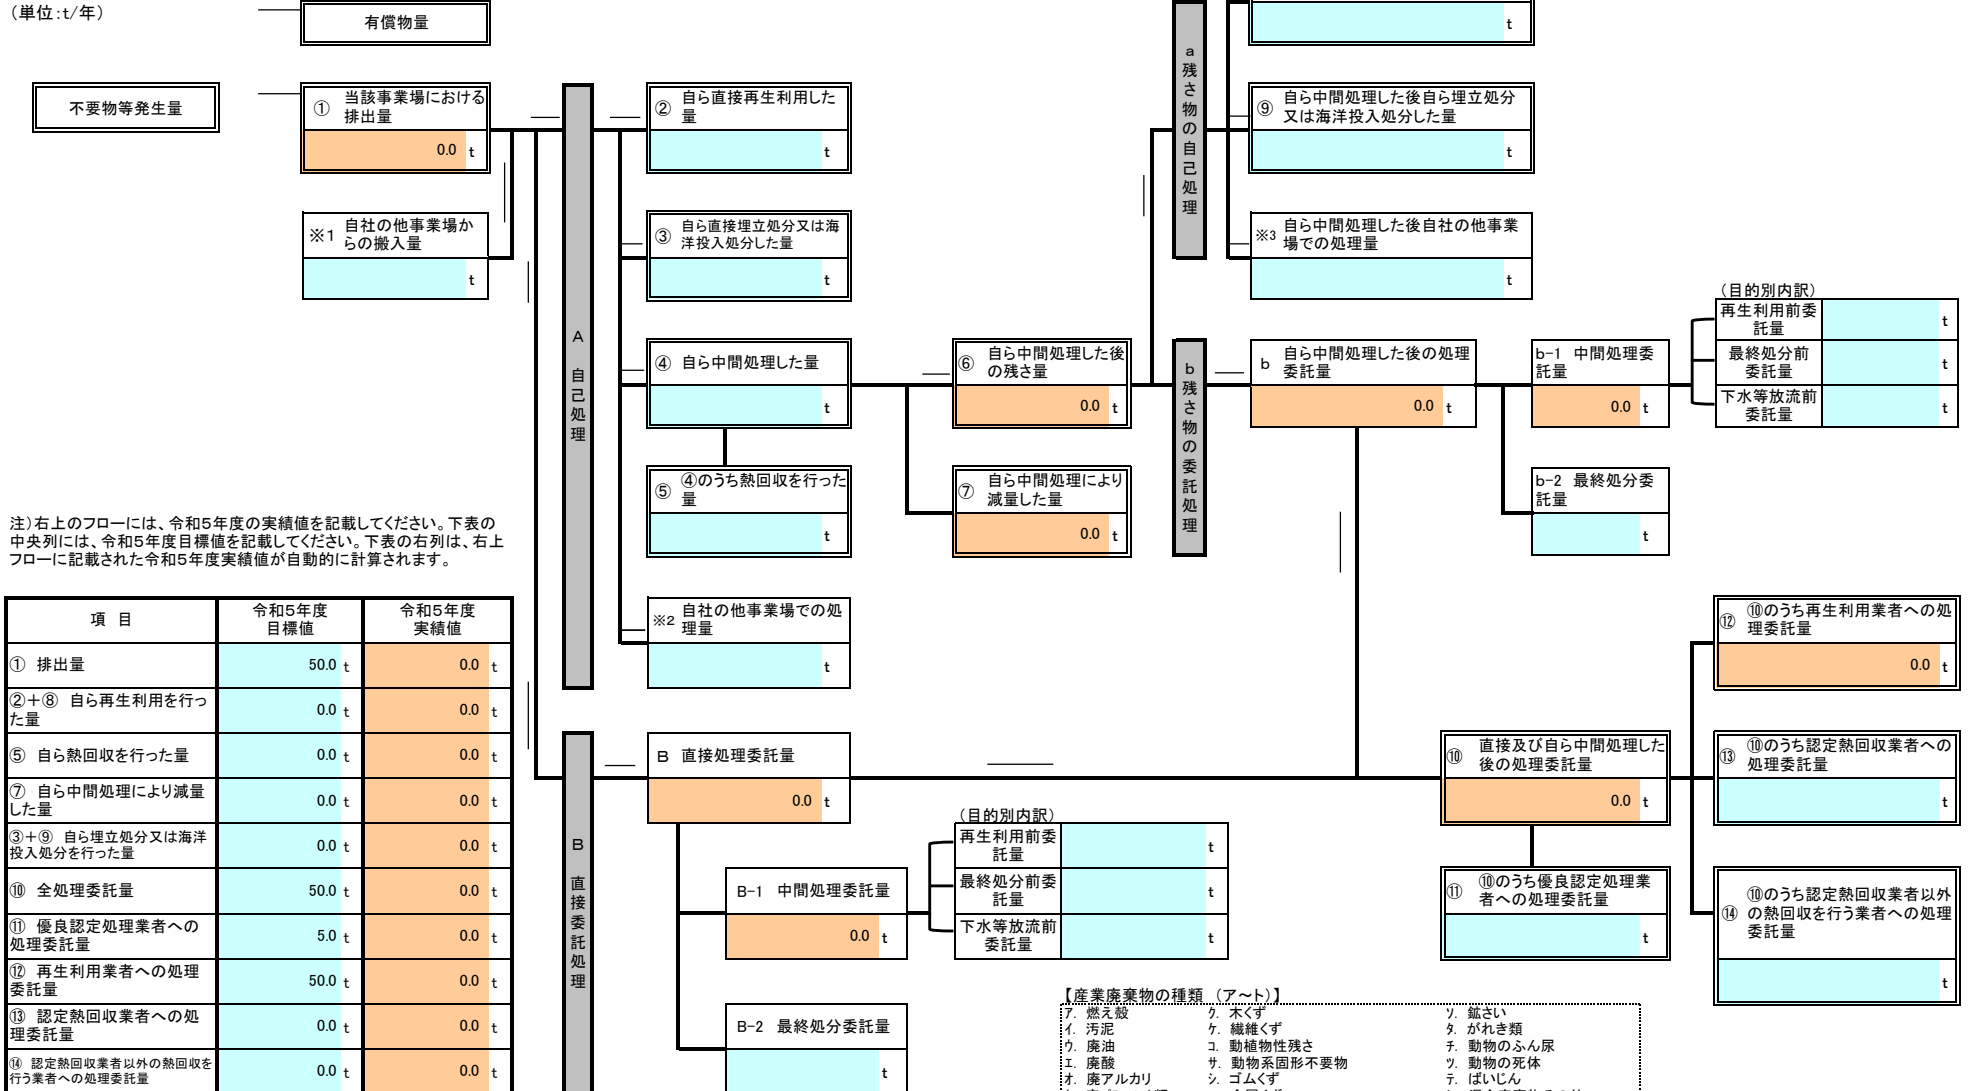 （単位：t/年）
有償物量
不要物等発生量
① 当該事業場における
排出量
0.0 t
※1 自社の他事業場か
らの搬入量
t
A 自己処理
② 自ら直接再生利用した
量
t
③ 自ら直接埋立処分又は海
洋投入処分した量
t
④ 自ら中間処理した量
t
⑤ ④のうち熱回収を行った
量
t
※2 自社の他事業場での処
理量
t
⑥ 自ら中間処理した後
の残さ量
0.0 t
⑦ 自ら中間処理により
減量した量
0.0 t
a 残さ物の自己処理
t
⑨ 自ら中間処理した後自ら埋立処分
又は海洋投入処分した量
t
※3 自ら中間処理した後自社の他事業
場での処理量
t
b 残さ物の委託処理
b 自ら中間処理した後の処理
委託量
0.0 t
b-1 中間処理委
託量
0.0 t
b-2 最終処分委
託量
t
（目的別内訳）
再生利用前委
託量
t
最終処分前
委託量
t
下水等放流前
委託量
t
注）右上のフローには、令和５年度の実績値を記載してください。下表の
中央列には、令和５年度目標値を記載してください。下表の右列は、右上
フローに記載された令和５年度実績値が自動的に計算されます。
項 目 令和５年度
目標値 令和５年度
実績値
① 排出量 50.0 t 0.0 t
②＋⑧ 自ら再生利用を行っ
た量 0.0 t 0.0 t
⑤ 自ら熱回収を行った量 0.0 t 0.0 t
⑦ 自ら中間処理により減量
した量 0.0 t 0.0 t
③＋⑨ 自ら埋立処分又は海洋
投入処分を行った量 0.0 t 0.0 t
⑩ 全処理委託量 50.0 t 0.0 t
⑪ 優良認定処理業者への
処理委託量 5.0 t 0.0 t
⑫ 再生利用業者への処理
委託量 50.0 t 0.0 t
⑬ 認定熱回収業者への処
理委託量 0.0 t 0.0 t
⑭ 認定熱回収業者以外の熱回収を
行う業者への処理委託量 0.0 t 0.0 t
B 直接委託処理
B 直接処理委託量
0.0 t
B-1 中間処理委託量
0.0 t
B-2 最終処分委託量
t
（目的別内訳）
再生利用前委
託量
t
最終処分前委
託量
t
下水等放流前
委託量
t
⑩ 直接及び自ら中間処理した
後の処理委託量
0.0 t
⑪ ⑩のうち優良認定処理業
者への処理委託量
t
⑫ ⑩のうち再生利用業者への処
理委託量
0.0 t
⑬ ⑩のうち認定熱回収業者への
処理委託量
t
⑭ ⑩のうち認定熱回収業者以外
の熱回収を行う業者への処理
委託量
t
【産業廃棄物の種類 （ア～ト）】
ア．燃え殻 ク．木くず ソ．鉱さい
イ．汚泥 ケ．繊維くず タ．がれき類
ウ．廃油 コ．動植物性残さ チ．動物のふん尿
エ．廃酸 サ．動物系固形不要物 ツ．動物の死体
オ．廃アルカリ シ．ゴムくず テ．ばいじん